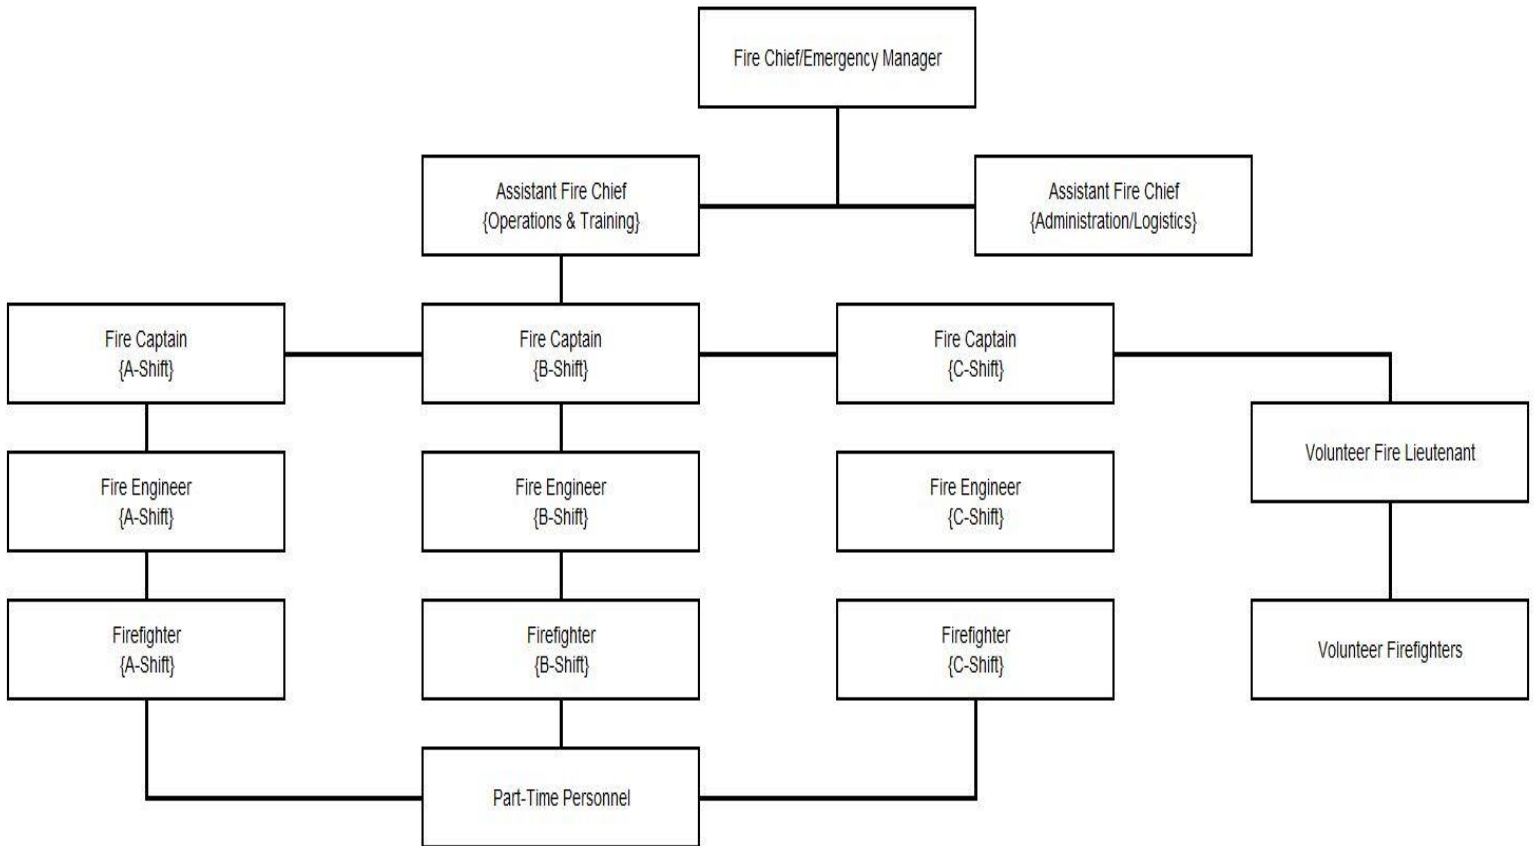 Fire Chief/Emergency Manager
Assistant Fire Chief
{Operations & Training}
Assistant Fire Chief
{Administration/Logistics}
Fire Captain
{A-Shift}
Fire Captain
{B-Shift}
Fire Captain
{C-Shift}
Volunteer Fire Lieutenant
Fire Engineer
{A-Shift}
Fire Engineer
{B-Shift}
Fire Engineer
{C-Shift}
Firefighter
{A-Shift}
Firefighter
{B-Shift}
Firefighter
{C-Shift}
Volunteer Firefighters
Part-Time Personnel